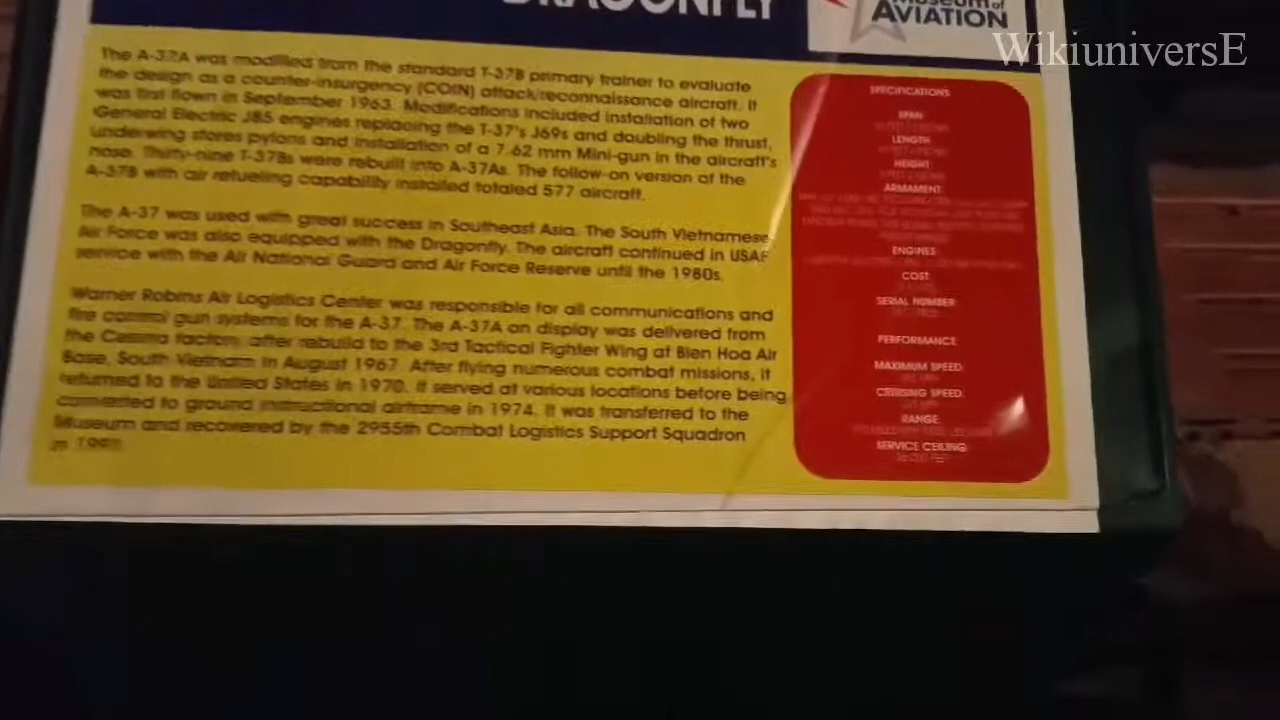 DRAGONFLY
Museum of
AVIATION
WikiuniversE
The A-37A was modified from the standard T-37B primary trainer to evaluate
the design as a counter-insurgency (COIN) attack/reconnaissance aircraft. It
was first flown in September 1963. Modifications included installation of two
General Electric J85 engines replacing the T-37's J69s and doubling the thrust,
underwing stores pylons and installation of a 7.62 mm Mini-gun in the aircraft's
nose. Thirty-nine T-37Bs were rebuilt into A-37As. The follow-on version of the
A-37B with air refueling capability installed totaled 577 aircraft.
The A-37 was used with great success in Southeast Asia. The South Vietnamese
Air Force was also equipped with the Dragonfly. The aircraft continued in USAF
service with the Air National Guard and Air Force Reserve until the 1980s.
Warner Robins Air Logistics Center was responsible for all communications and
fire control gun systems for the A-37. The A-37A on display was delivered from
the Cessna factory after rebuild to the 3rd Tactical Fighter Wing at Bien Hoa Air
Base, South Vietnam in August 1967. After flying numerous combat missions, it
returned to the United States in 1970. It served at various locations before being
converted to ground instructional airframe in 1974. It was transferred to the
Museum and recovered by the 2955th Combat Logistics Support Squadron
in
SPECIFICATIONS
SPAN
LENGTH
HEIGHT
ARMAMENT
ENGINES
COST
SERIAL NUMBER
PERFORMANCE
MAXIMUM SPEED
CRUISING SPEED
RANGE
SERVICE CEILING